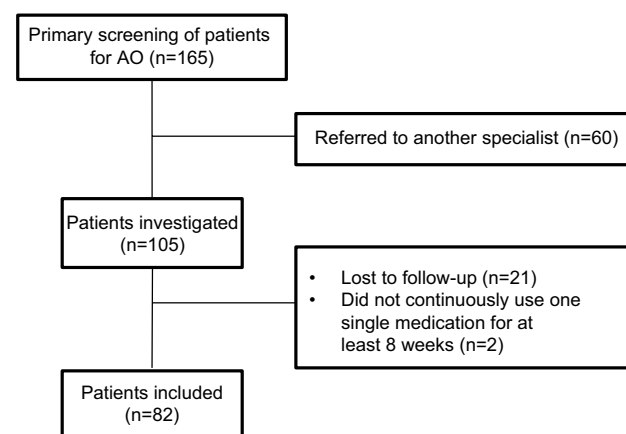 Primary screening of patients
for AO (n=165)
Referred to another specialist (n=60)
Patients investigated
(n=105)
• Lost to follow-up (n=21)
• Did not continuously use one
single medication for at
least 8 weeks (n=2)
Patients included
(n=82)